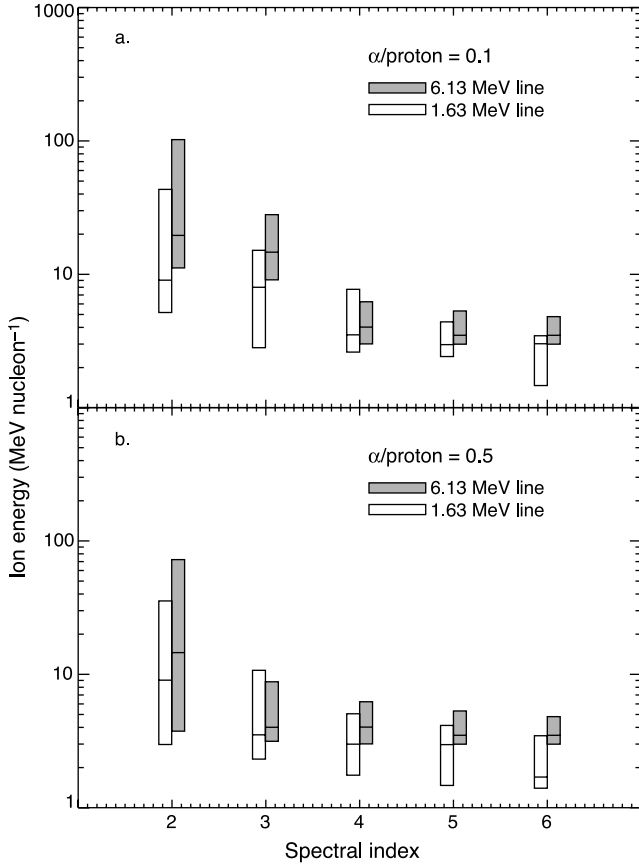 1000
a.
α/proton = 0.1
6.13 MeV line
1.63 MeV line
100
10
1
Ion energy (MeV nucleon⁻¹)
b.
α/proton = 0.5
6.13 MeV line
1.63 MeV line
100
10
1
2 3 4 5 6
Spectral index